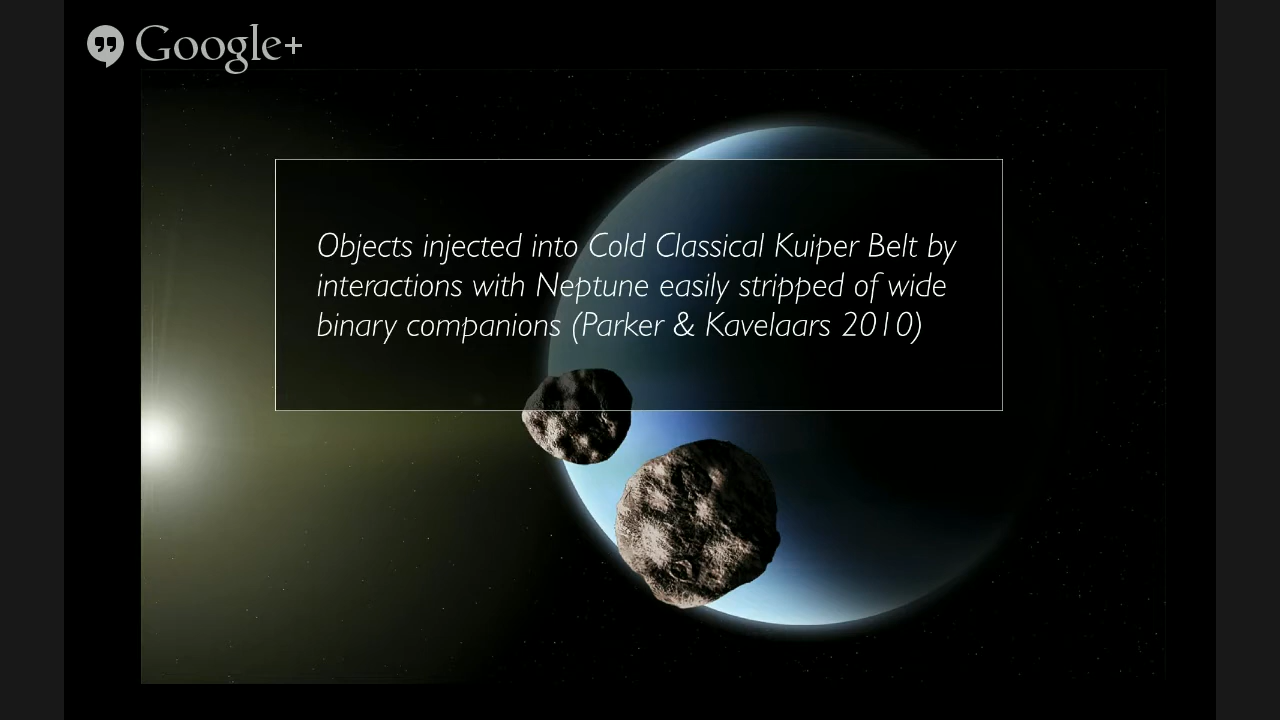 Google+
Objects injected into Cold Classical Kuiper Belt by
interactions with Neptune easily stripped of wide
binary companions (Parker & Kavelaars 2010)